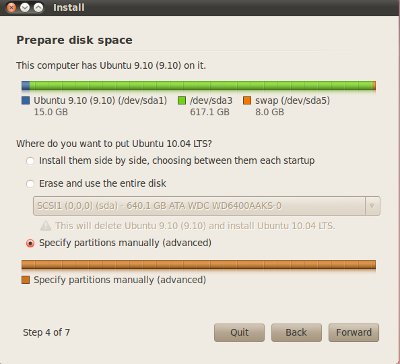 Install
Prepare disk space
This computer has Ubuntu 9.10 (9.10) on it.
Ubuntu 9.10 (9.10) (/dev/sda1) /dev/sda3 swap (/dev/sda5)
15.0 GB 617.1 GB 8.0 GB
Where do you want to put Ubuntu 10.04 LTS?
Install them side by side, choosing between them each startup
Erase and use the entire disk
SCSI1 (0,0,0) (sda) - 640.1 GB ATA WDC WD6400AAKS-0
This will delete Ubuntu 9.10 (9.10) and install Ubuntu 10.04 LTS.
Specify partitions manually (advanced)
Specify partitions manually (advanced)
Step 4 of 7
Quit
Back
Forward